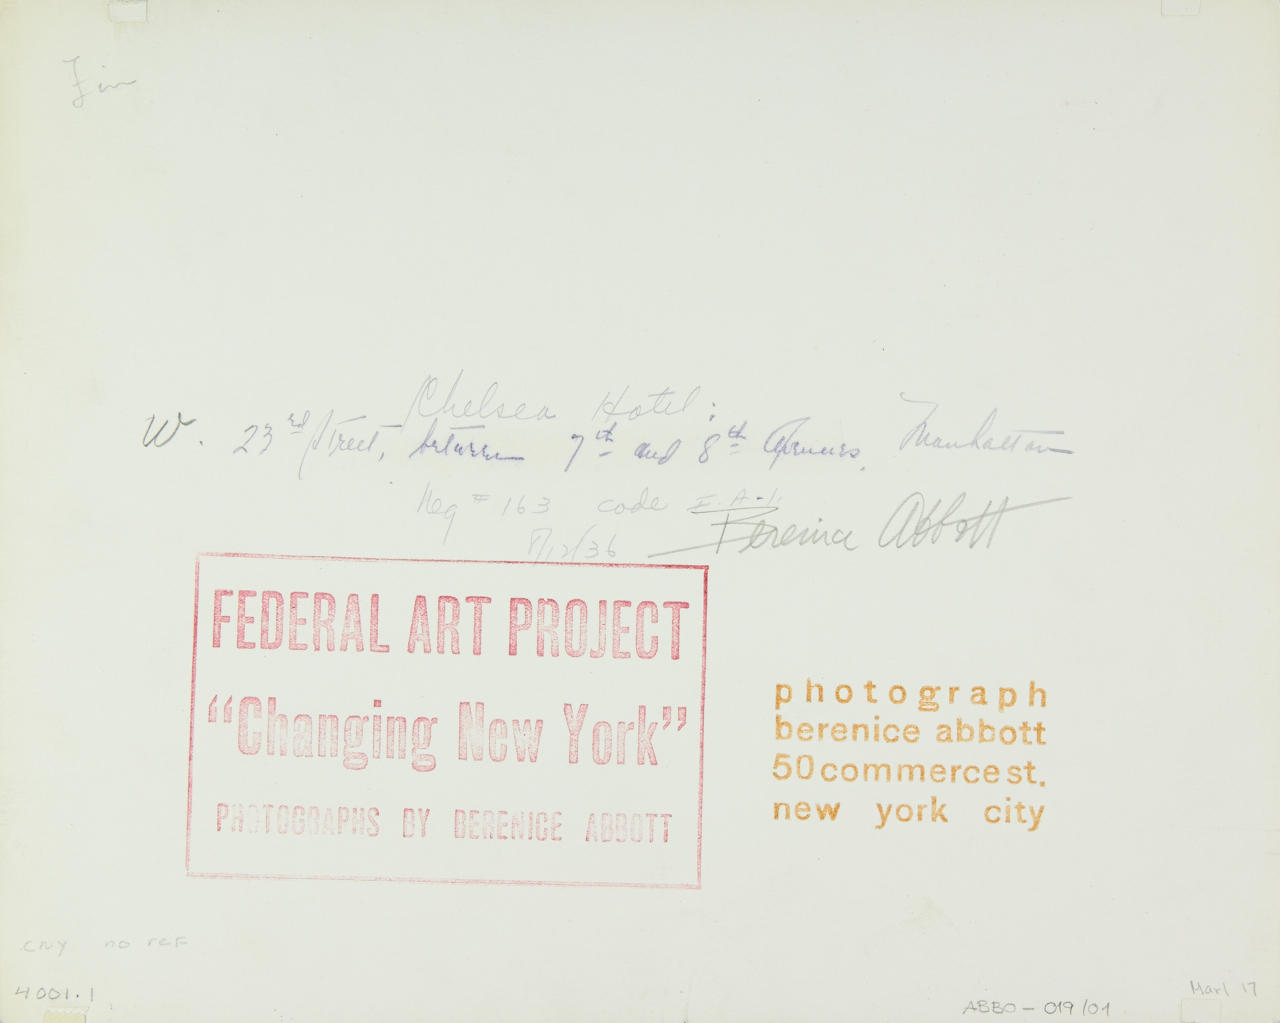 Chelsea Hotel:
W. 23rd Street, between 7th and 8th Avenues, Manhattan
Neg # 163 code I.A.1.
Berenice Abbott
/12/36
FEDERAL ART PROJECT
“Changing New York”
PHOTOGRAPHS BY BERENICE ABBOTT
photograph
berenice abbott
50 commerce st.
new york city
CNY no ref
4001.1
ABBO - 019/01
17